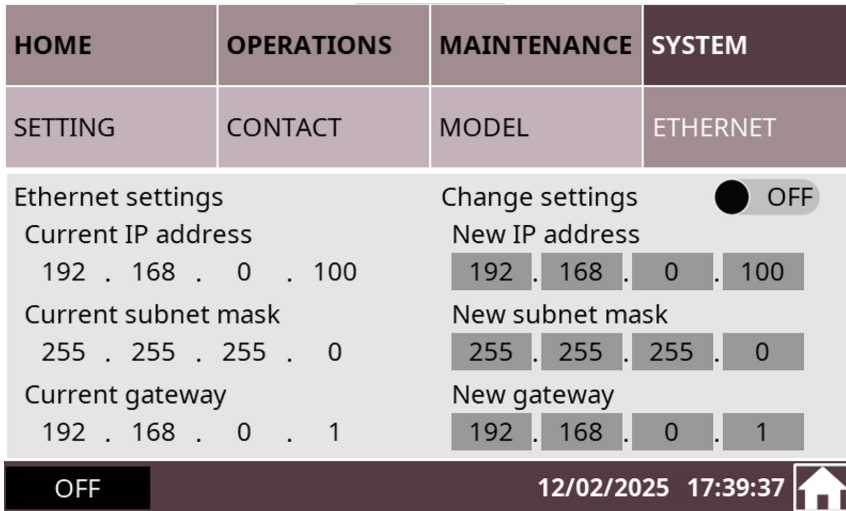 HOME OPERATIONS MAINTENANCE SYSTEM
SETTING CONTACT MODEL ETHERNET
Ethernet settings Change settings OFF
Current IP address New IP address
192 . 168 . 0 . 100 192 . 168 . 0 . 100
Current subnet mask New subnet mask
255 . 255 . 255 . 0 255 . 255 . 255 . 0
Current gateway New gateway
192 . 168 . 0 . 1 192 . 168 . 0 . 1
OFF 12/02/2025 17:39:37